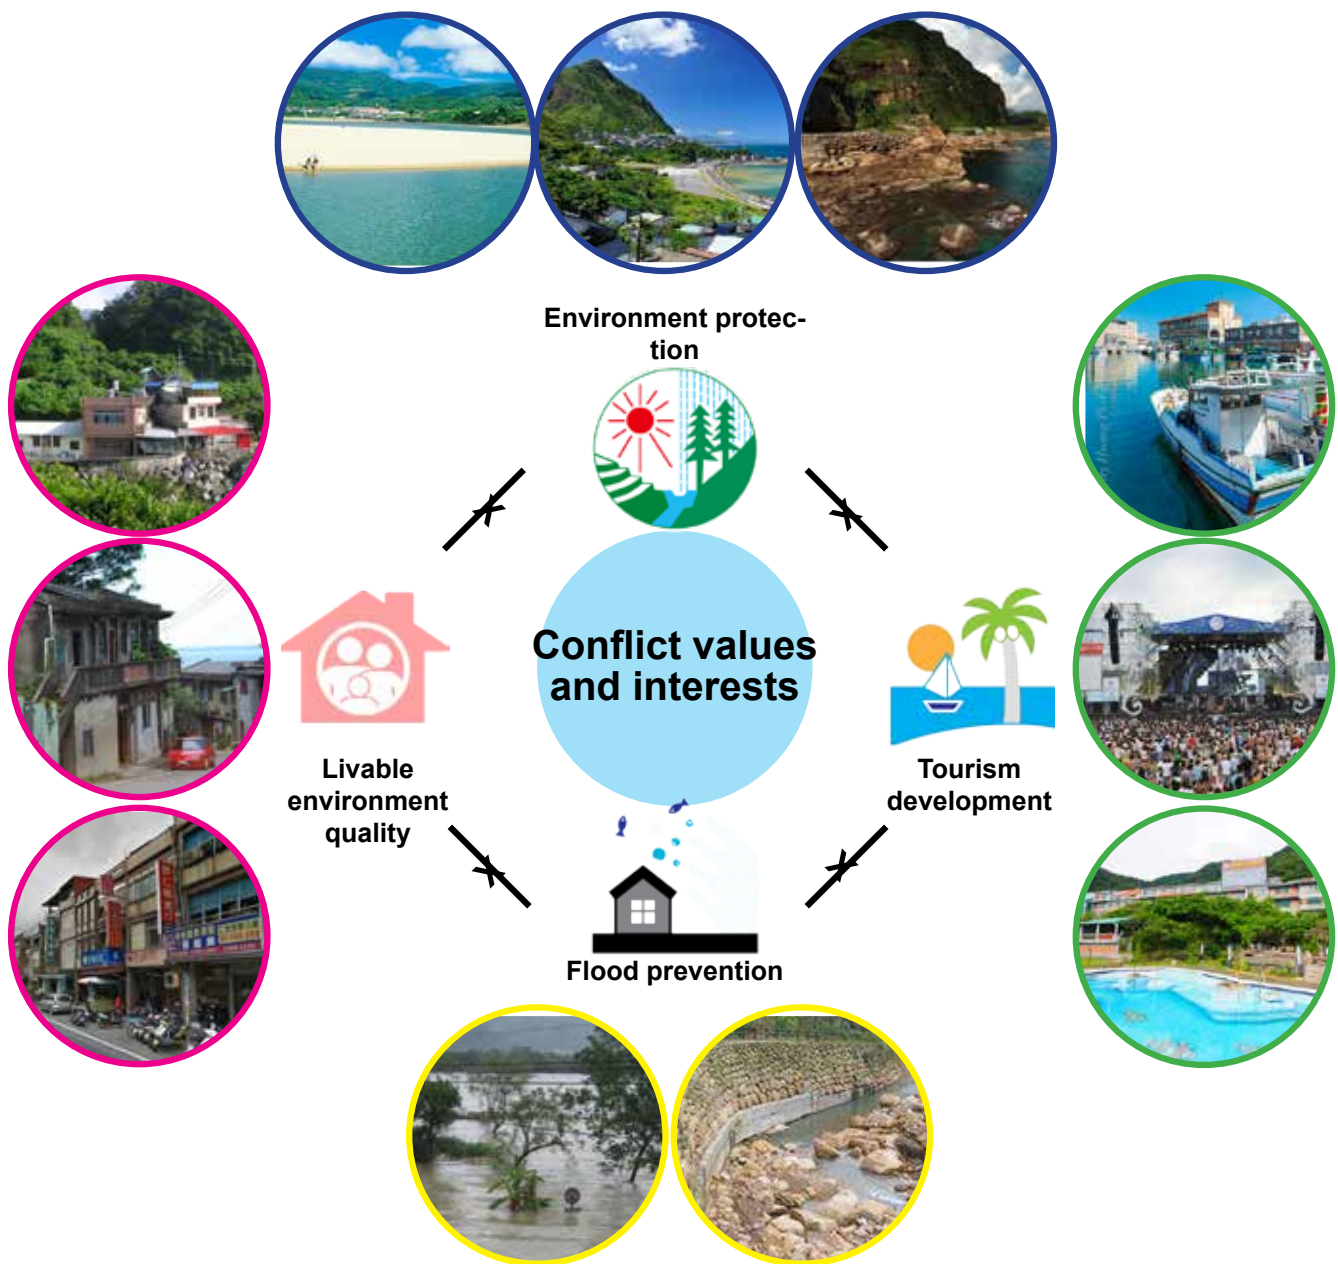 Environment protec-
tion
Conflict values
and interests
Livable
environment
quality
Tourism
development
Flood prevention